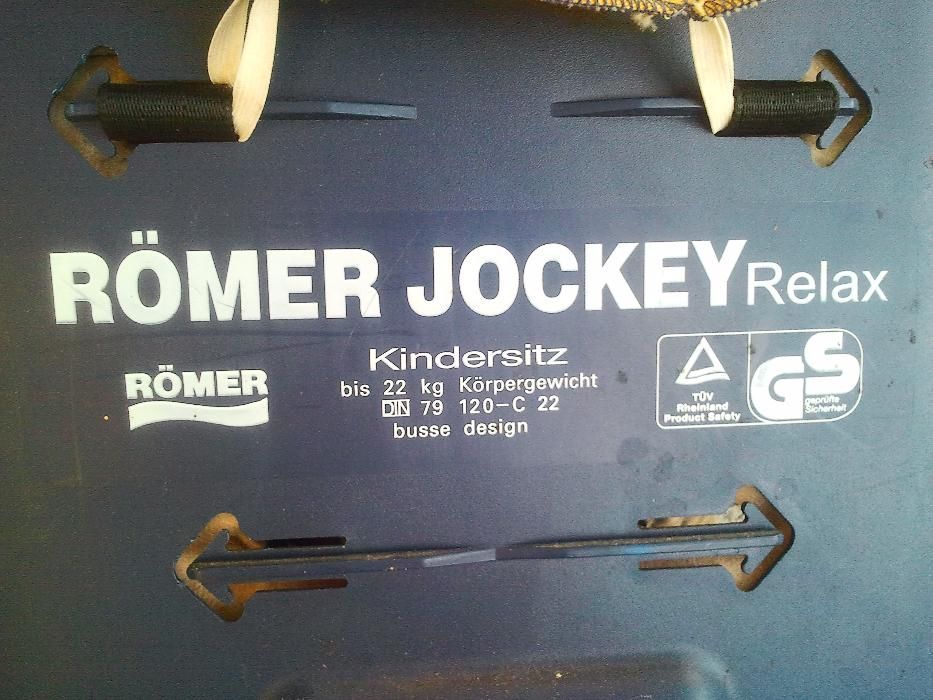 RÖMER JOCKEY Relax
RÖMER
Kindersitz
bis 22 kg Körpergewicht
DIN 79 120-C 22
busse design
TÜV
Rheinland
Product Safety
GS
geprüfte
Sicherheit